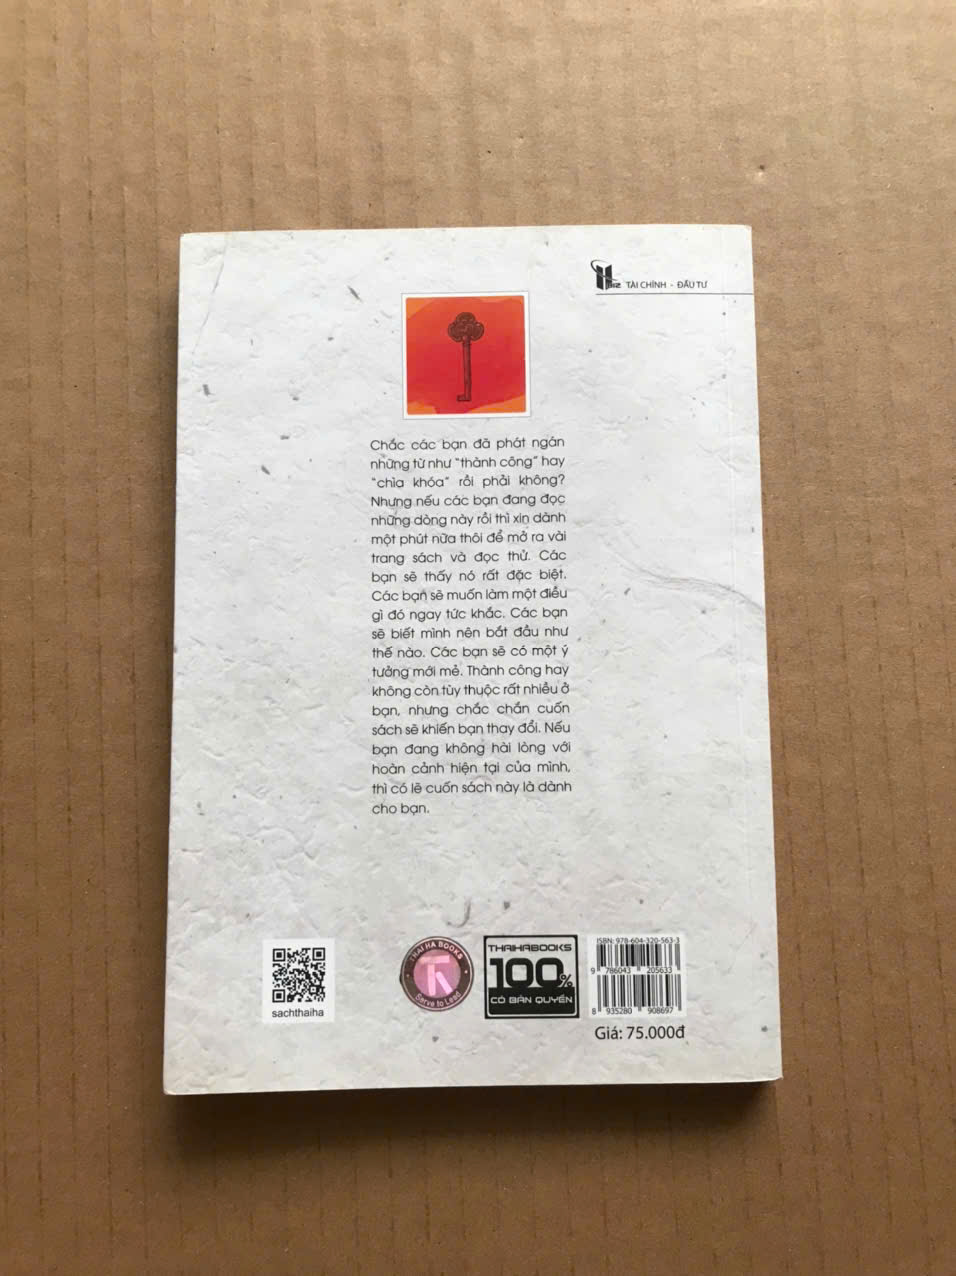 TÀI CHÍNH - ĐẦU TƯ
Chắc các bạn đã phát ngán
những từ như “thành công” hay
“chìa khóa” rồi phải không?
Nhưng nếu các bạn đang đọc
những dòng này rồi thì xin dành
một phút nữa thôi để mở ra vài
trang sách và đọc thử. Các
bạn sẽ thấy nó rất đặc biệt.
Các bạn sẽ muốn làm một điều
gì đó ngay tức khắc. Các bạn
sẽ biết mình nên bắt đầu như
thế nào. Các bạn sẽ có một ý
tưởng mới mẻ. Thành công hay
không còn tùy thuộc rất nhiều ở
bạn, nhưng chắc chắn cuốn
sách sẽ khiến bạn thay đổi. Nếu
bạn đang không hài lòng với
hoàn cảnh hiện tại của mình,
thì có lẽ cuốn sách này là dành
cho bạn.
sachthaiha
THAI HA BOOKS
Serve to Lead
THAIHABOOKS
100%
CÓ BẢN QUYỀN
ISBN: 978-604-320-563-3
9 786043 205633
8 935280 908697
Giá: 75.000đ